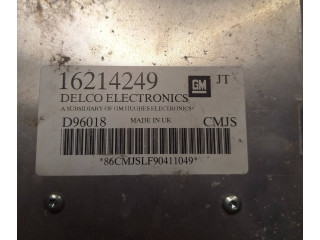 16214249 GM JT
DELCO ELECTRONICS
A SUBSIDIARY OF GM HUGHES ELECTRONICS
D96018 MADE IN UK CMJS
*86CMJSLF90411049*